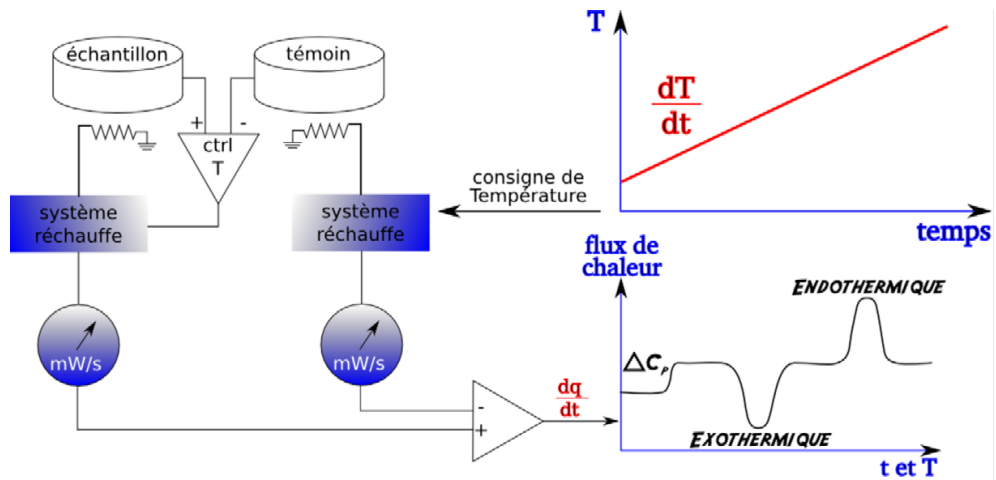 échantillon
témoin
+
-
ctrl
T
système
réchauffe
système
réchauffe
mW/s
mW/s
-
+
dq
dt
consigne de
Température
T
dT
dt
temps
flux de
chaleur
ΔCp
ENDOTHERMIQUE
EXOTHERMIQUE
t et T